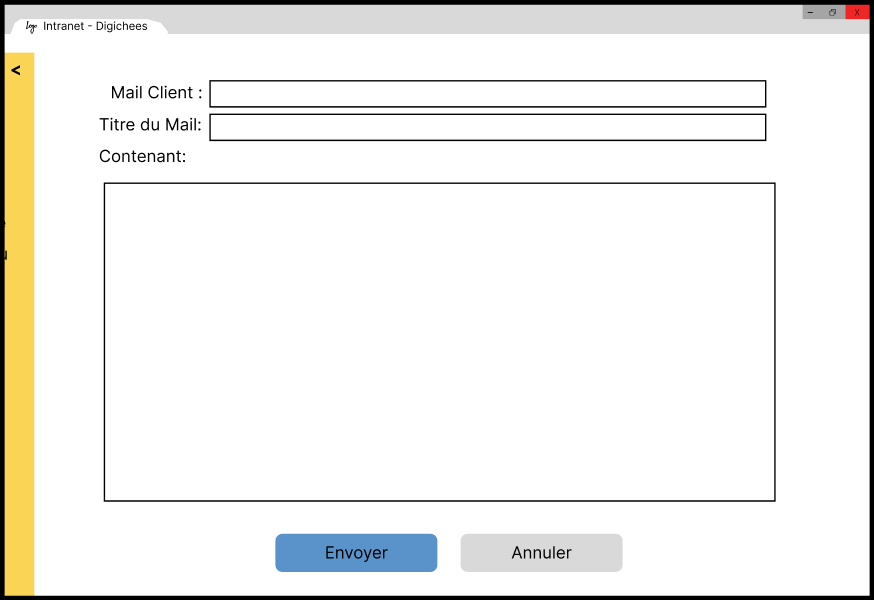 logo Intranet - Digichees
<
Mail Client :
Titre du Mail:
Contenant:
Envoyer Annuler